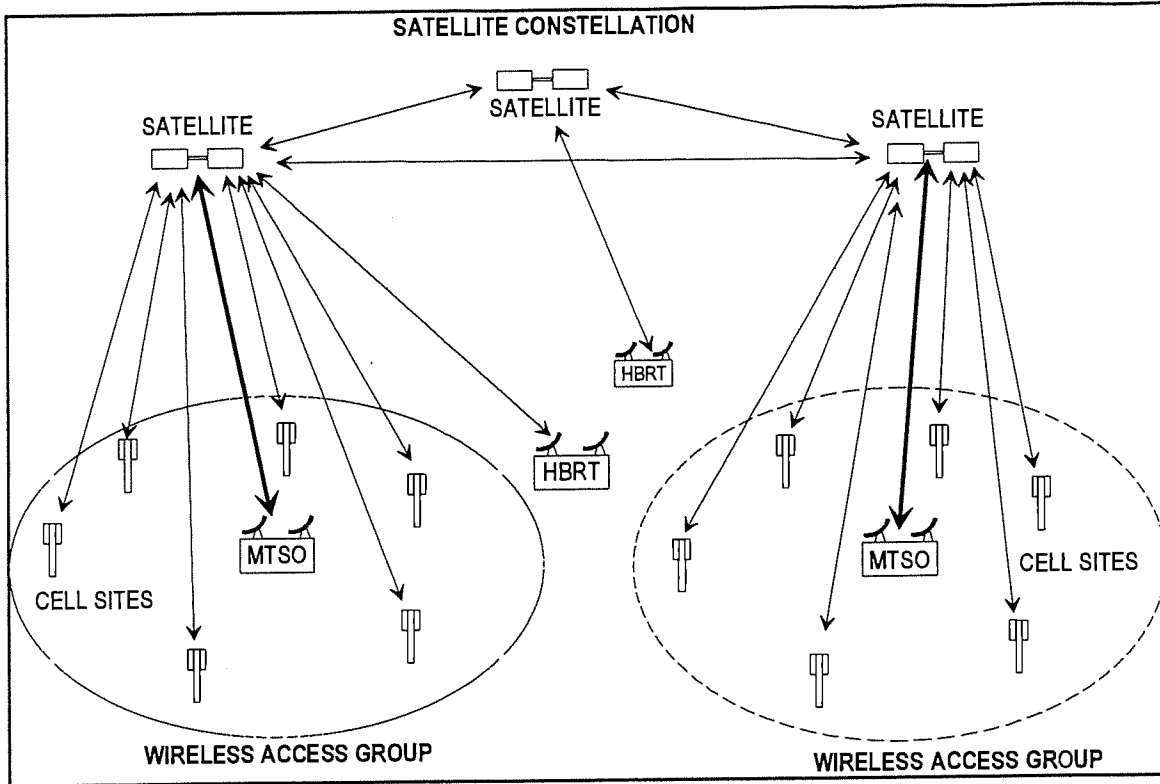 SATELLITE CONSTELLATION
SATELLITE
SATELLITE
SATELLITE
HBRT
HBRT
MTSO
MTSO
CELL SITES
CELL SITES
WIRELESS ACCESS GROUP
WIRELESS ACCESS GROUP